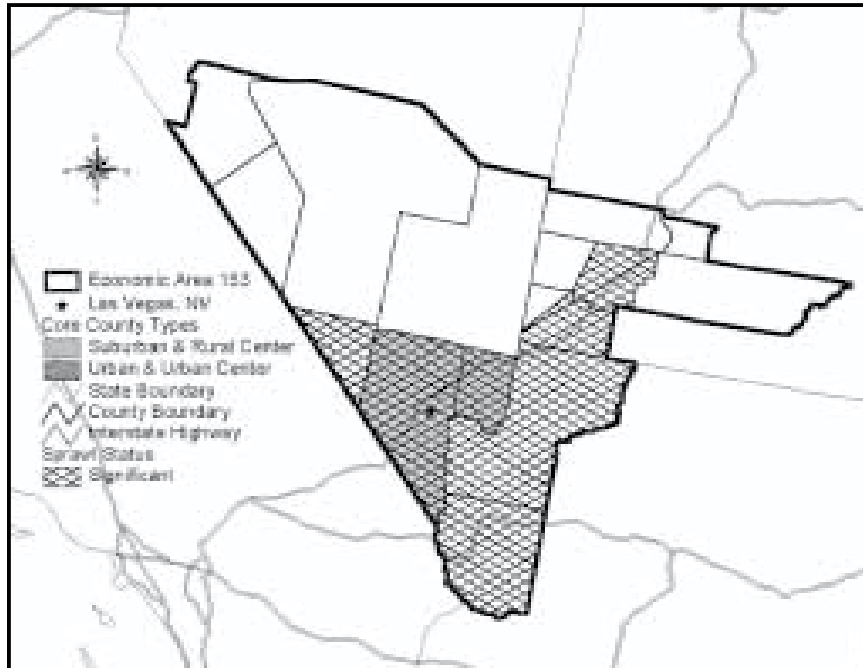 Economic Area 153
Las Vegas, NV
Core County Types
Suburban & Rural Center
Urban & Urban Center
State Boundary
County Boundary
Interstate Highway
Sprawl Status
Significant